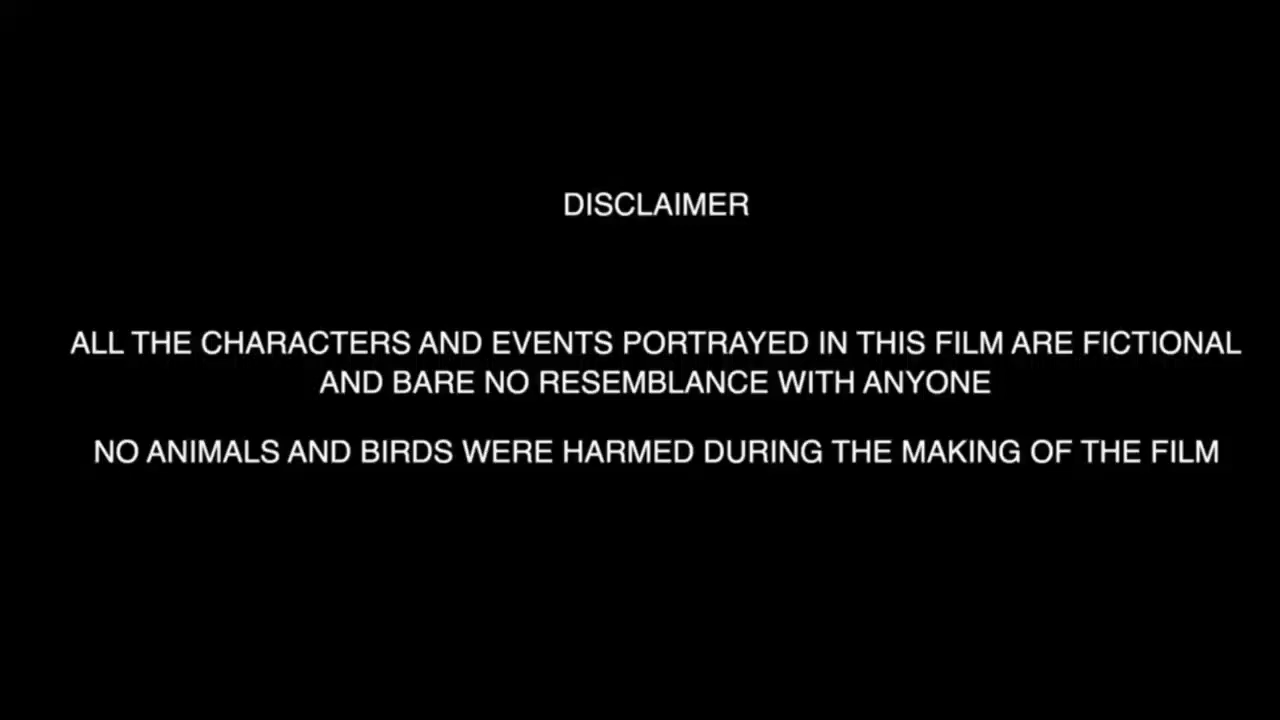 DISCLAIMER
ALL THE CHARACTERS AND EVENTS PORTRAYED IN THIS FILM ARE FICTIONAL
AND BARE NO RESEMBLANCE WITH ANYONE
NO ANIMALS AND BIRDS WERE HARMED DURING THE MAKING OF THE FILM